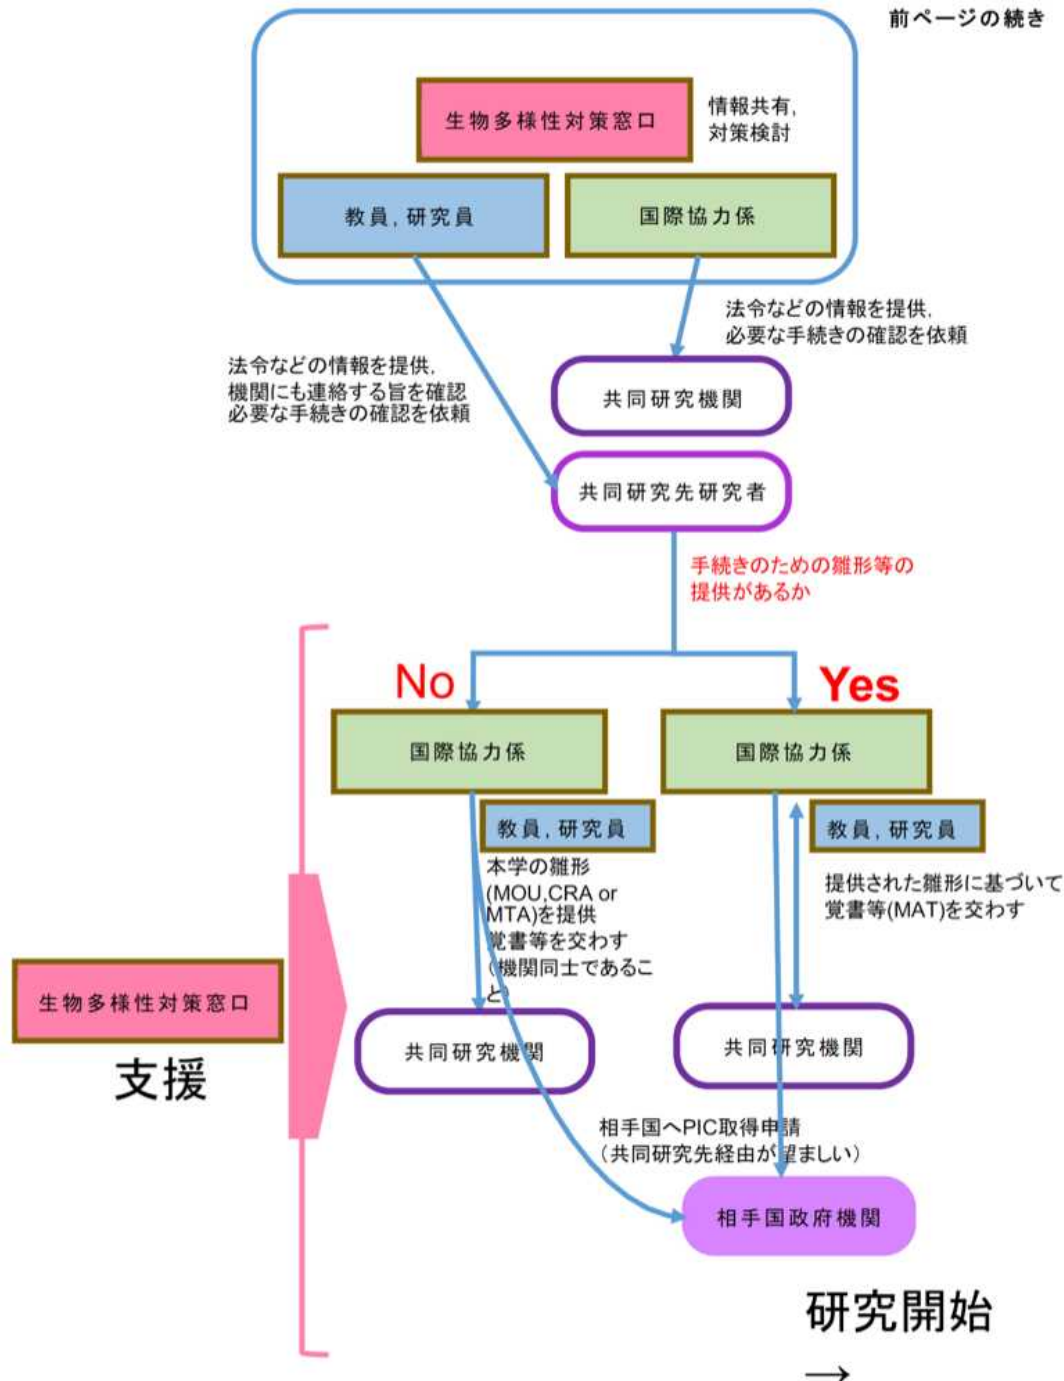 前ページの続き
生物多様性対策窓口
情報共有,
対策検討
教員,研究員
国際協力係
法令などの情報を提供,
必要な手続きの確認を依頼
法令などの情報を提供,
機関にも連絡する旨を確認
必要な手続きの確認を依頼
共同研究機関
共同研究先研究者
手続きのための雛形等の
提供があるか
No
Yes
国際協力係
国際協力係
教員,研究員
教員,研究員
本学の雛形
(MOU,CRA or
MTA)を提供
覚書等を交わす
(機関同士であるこ
と)
提供された雛形に基づいて
覚書等(MAT)を交わす
生物多様性対策窓口
支援
共同研究機関
共同研究機関
相手国へPIC取得申請
（共同研究先経由が望ましい）
相手国政府機関
研究開始
→